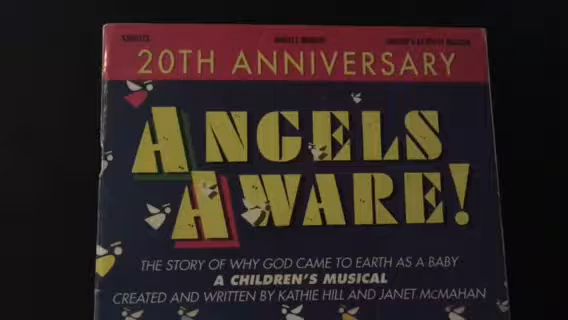 20TH ANNIVERSARY
ANGELS
AWARE!
THE STORY OF WHY GOD CAME TO EARTH AS A BABY
A CHILDREN'S MUSICAL
CREATED AND WRITTEN BY KATHIE HILL AND JANET MCMAHAN